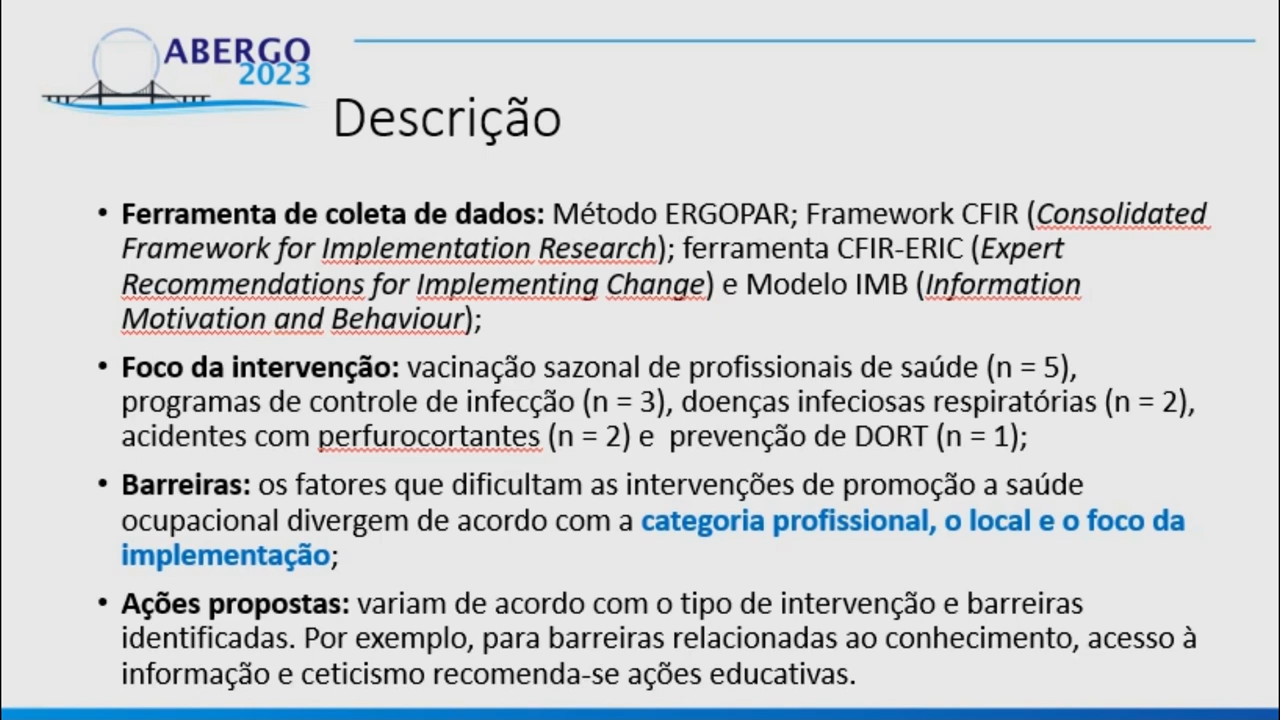 ABERGO
2023
Descrição
• Ferramenta de coleta de dados: Método ERGOPAR; Framework CFIR (Consolidated
Framework for Implementation Research); ferramenta CFIR-ERIC (Expert
Recommendations for Implementing Change) e Modelo IMB (Information
Motivation and Behaviour);
• Foco da intervenção: vacinação sazonal de profissionais de saúde (n = 5),
programas de controle de infecção (n = 3), doenças infeciosas respiratórias (n = 2),
acidentes com perfurocortantes (n = 2) e  prevenção de DORT (n = 1);
• Barreiras: os fatores que dificultam as intervenções de promoção a saúde
ocupacional divergem de acordo com a categoria profissional, o local e o foco da
implementação;
• Ações propostas: variam de acordo com o tipo de intervenção e barreiras
identificadas. Por exemplo, para barreiras relacionadas ao conhecimento, acesso à
informação e ceticismo recomenda-se ações educativas.